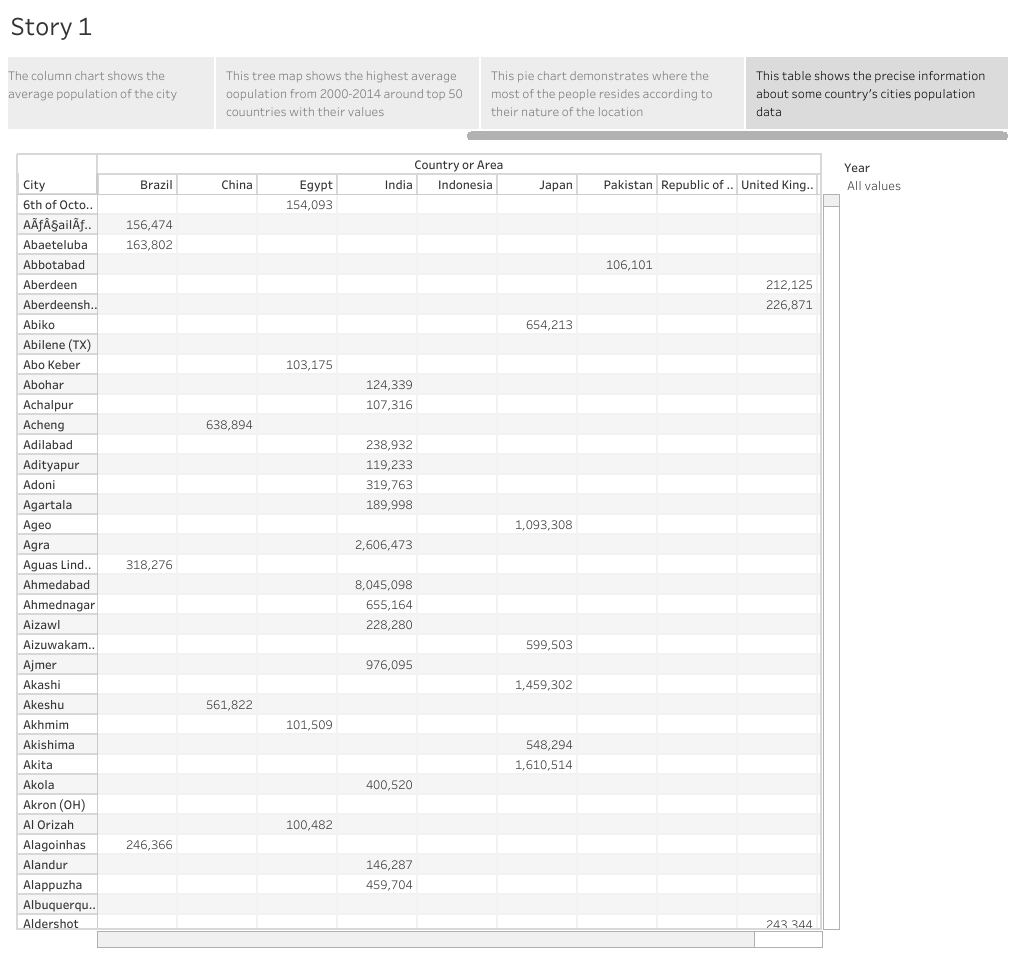 Story 1
The column chart shows the
average population of the city
This tree map shows the highest average
oopulation from 2000-2014 around top 50
couuntries with their values
This pie chart demonstrates where the
most of the people resides according to
their nature of the location
This table shows the precise information
about some country's cities population
data
Country or Area
City Brazil China Egypt India Indonesia Japan Pakistan Republic of .. United King..
Year
All values
6th of Octo.. 154,093
AÃƒÂ§ailÃƒ.. 156,474
Abaeteluba 163,802
Abbotabad 106,101
Aberdeen 212,125
Aberdeensh.. 226,871
Abiko 654,213
Abilene (TX)
Abo Keber 103,175
Abohar 124,339
Achalpur 107,316
Acheng 638,894
Adilabad 238,932
Adityapur 119,233
Adoni 319,763
Agartala 189,998
Ageo 1,093,308
Agra 2,606,473
Aguas Lind.. 318,276
Ahmedabad 8,045,098
Ahmednagar 655,164
Aizawl 228,280
Aizuwakam.. 599,503
Ajmer 976,095
Akashi 1,459,302
Akeshu 561,822
Akhmim 101,509
Akishima 548,294
Akita 1,610,514
Akola 400,520
Akron (OH)
Al Orizah 100,482
Alagoinhas 246,366
Alandur 146,287
Alappuzha 459,704
Albuquerqu..
Aldershot 243,344